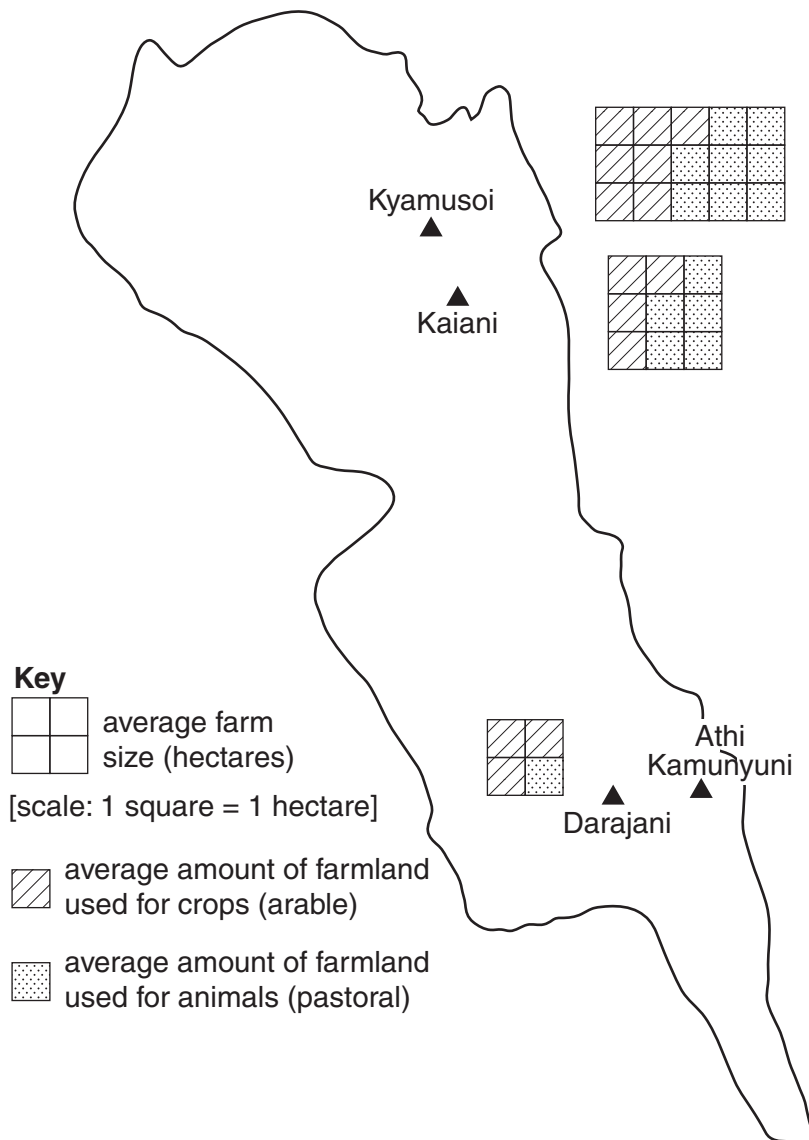 Kyamusoi
Kaiani
Key
average farm
size (hectares)
[scale: 1 square = 1 hectare]
average amount of farmland
used for crops (arable)
average amount of farmland
used for animals (pastoral)
Athi
Kamunyuni
Darajani